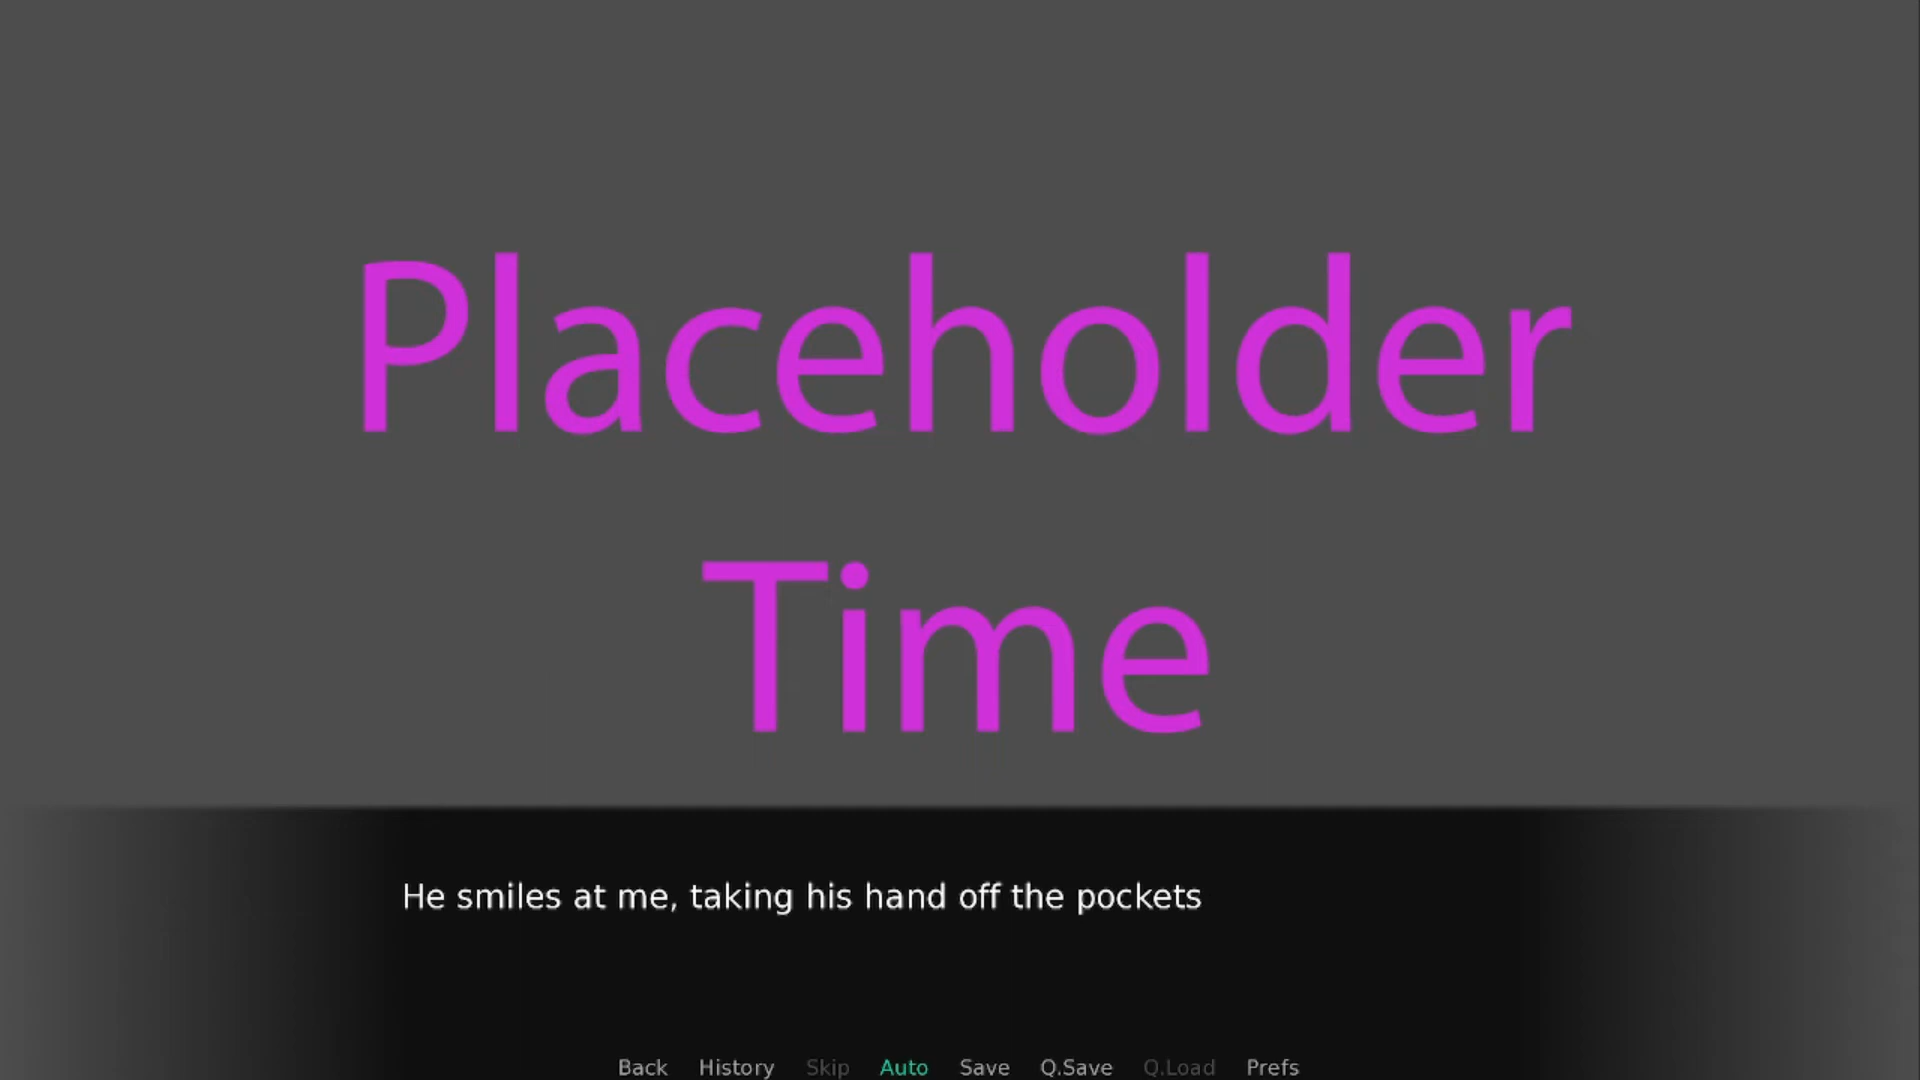 Placeholder
Time
He smiles at me, taking his hand off the pockets
Back History Skip Auto Save Q.Save Q.Load Prefs